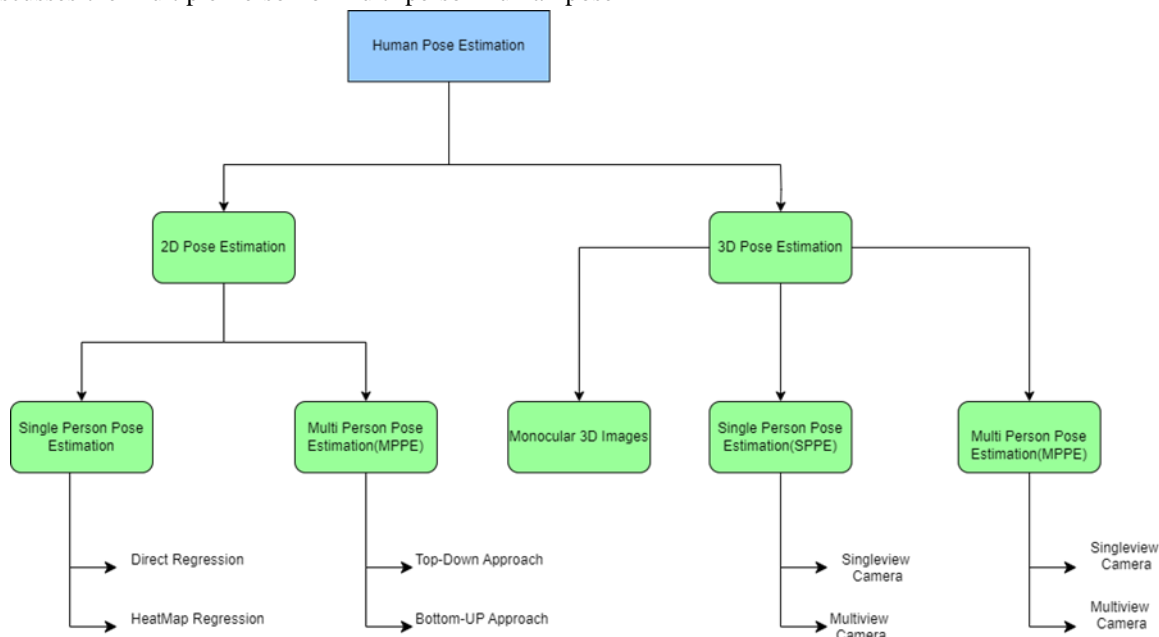 Human Pose Estimation
2D Pose Estimation
3D Pose Estimation
Single Person Pose
Estimation
Multi Person Pose
Estimation(MPPE)
Monocular 3D Images
Single Person Pose
Estimation(SPPE)
Multi Person Pose
Estimation(MPPE)
Direct Regression
HeatMap Regression
Top-Down Approach
Bottom-UP Approach
Singleview
Camera
Multiview
Camera
Singleview
Camera
Multiview
Camera